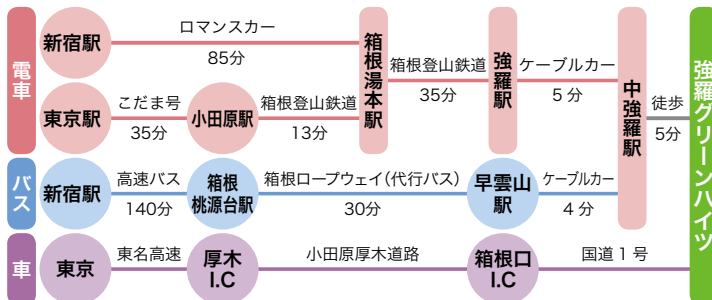 電車
新宿駅
ロマンスカー
85分
東京駅
こだま号
35分
小田原駅
箱根登山鉄道
13分
箱根湯本駅
箱根登山鉄道
35分
強羅駅
ケーブルカー
5分
中強羅駅
徒歩
5分
強羅グリーンハイツ
バス
新宿駅
高速バス
140分
箱根
桃源台駅
箱根ロープウェイ(代行バス)
30分
早雲山
駅
ケーブルカー
4分
車
東京
東名高速
厚木
I.C
小田原厚木道路
箱根口
I.C
国道1号